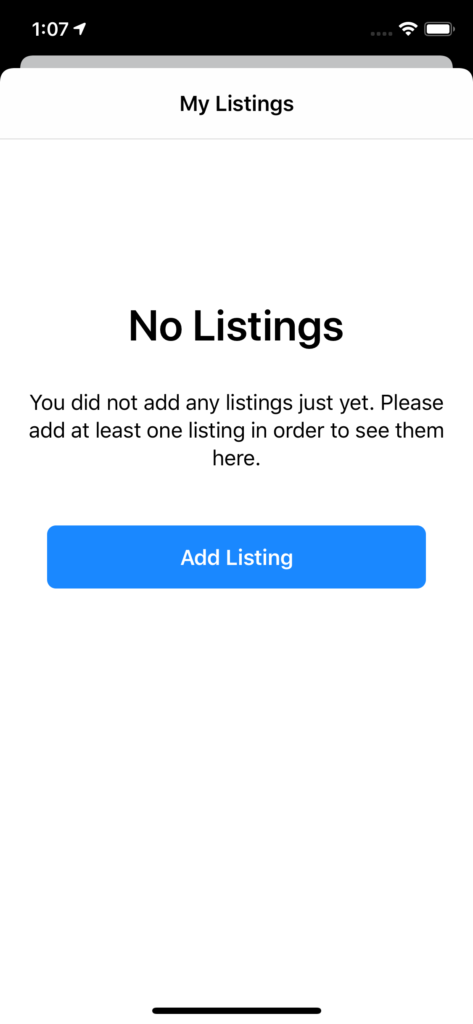 1:07
My Listings
No Listings
You did not add any listings just yet. Please
add at least one listing in order to see them
here.
Add Listing